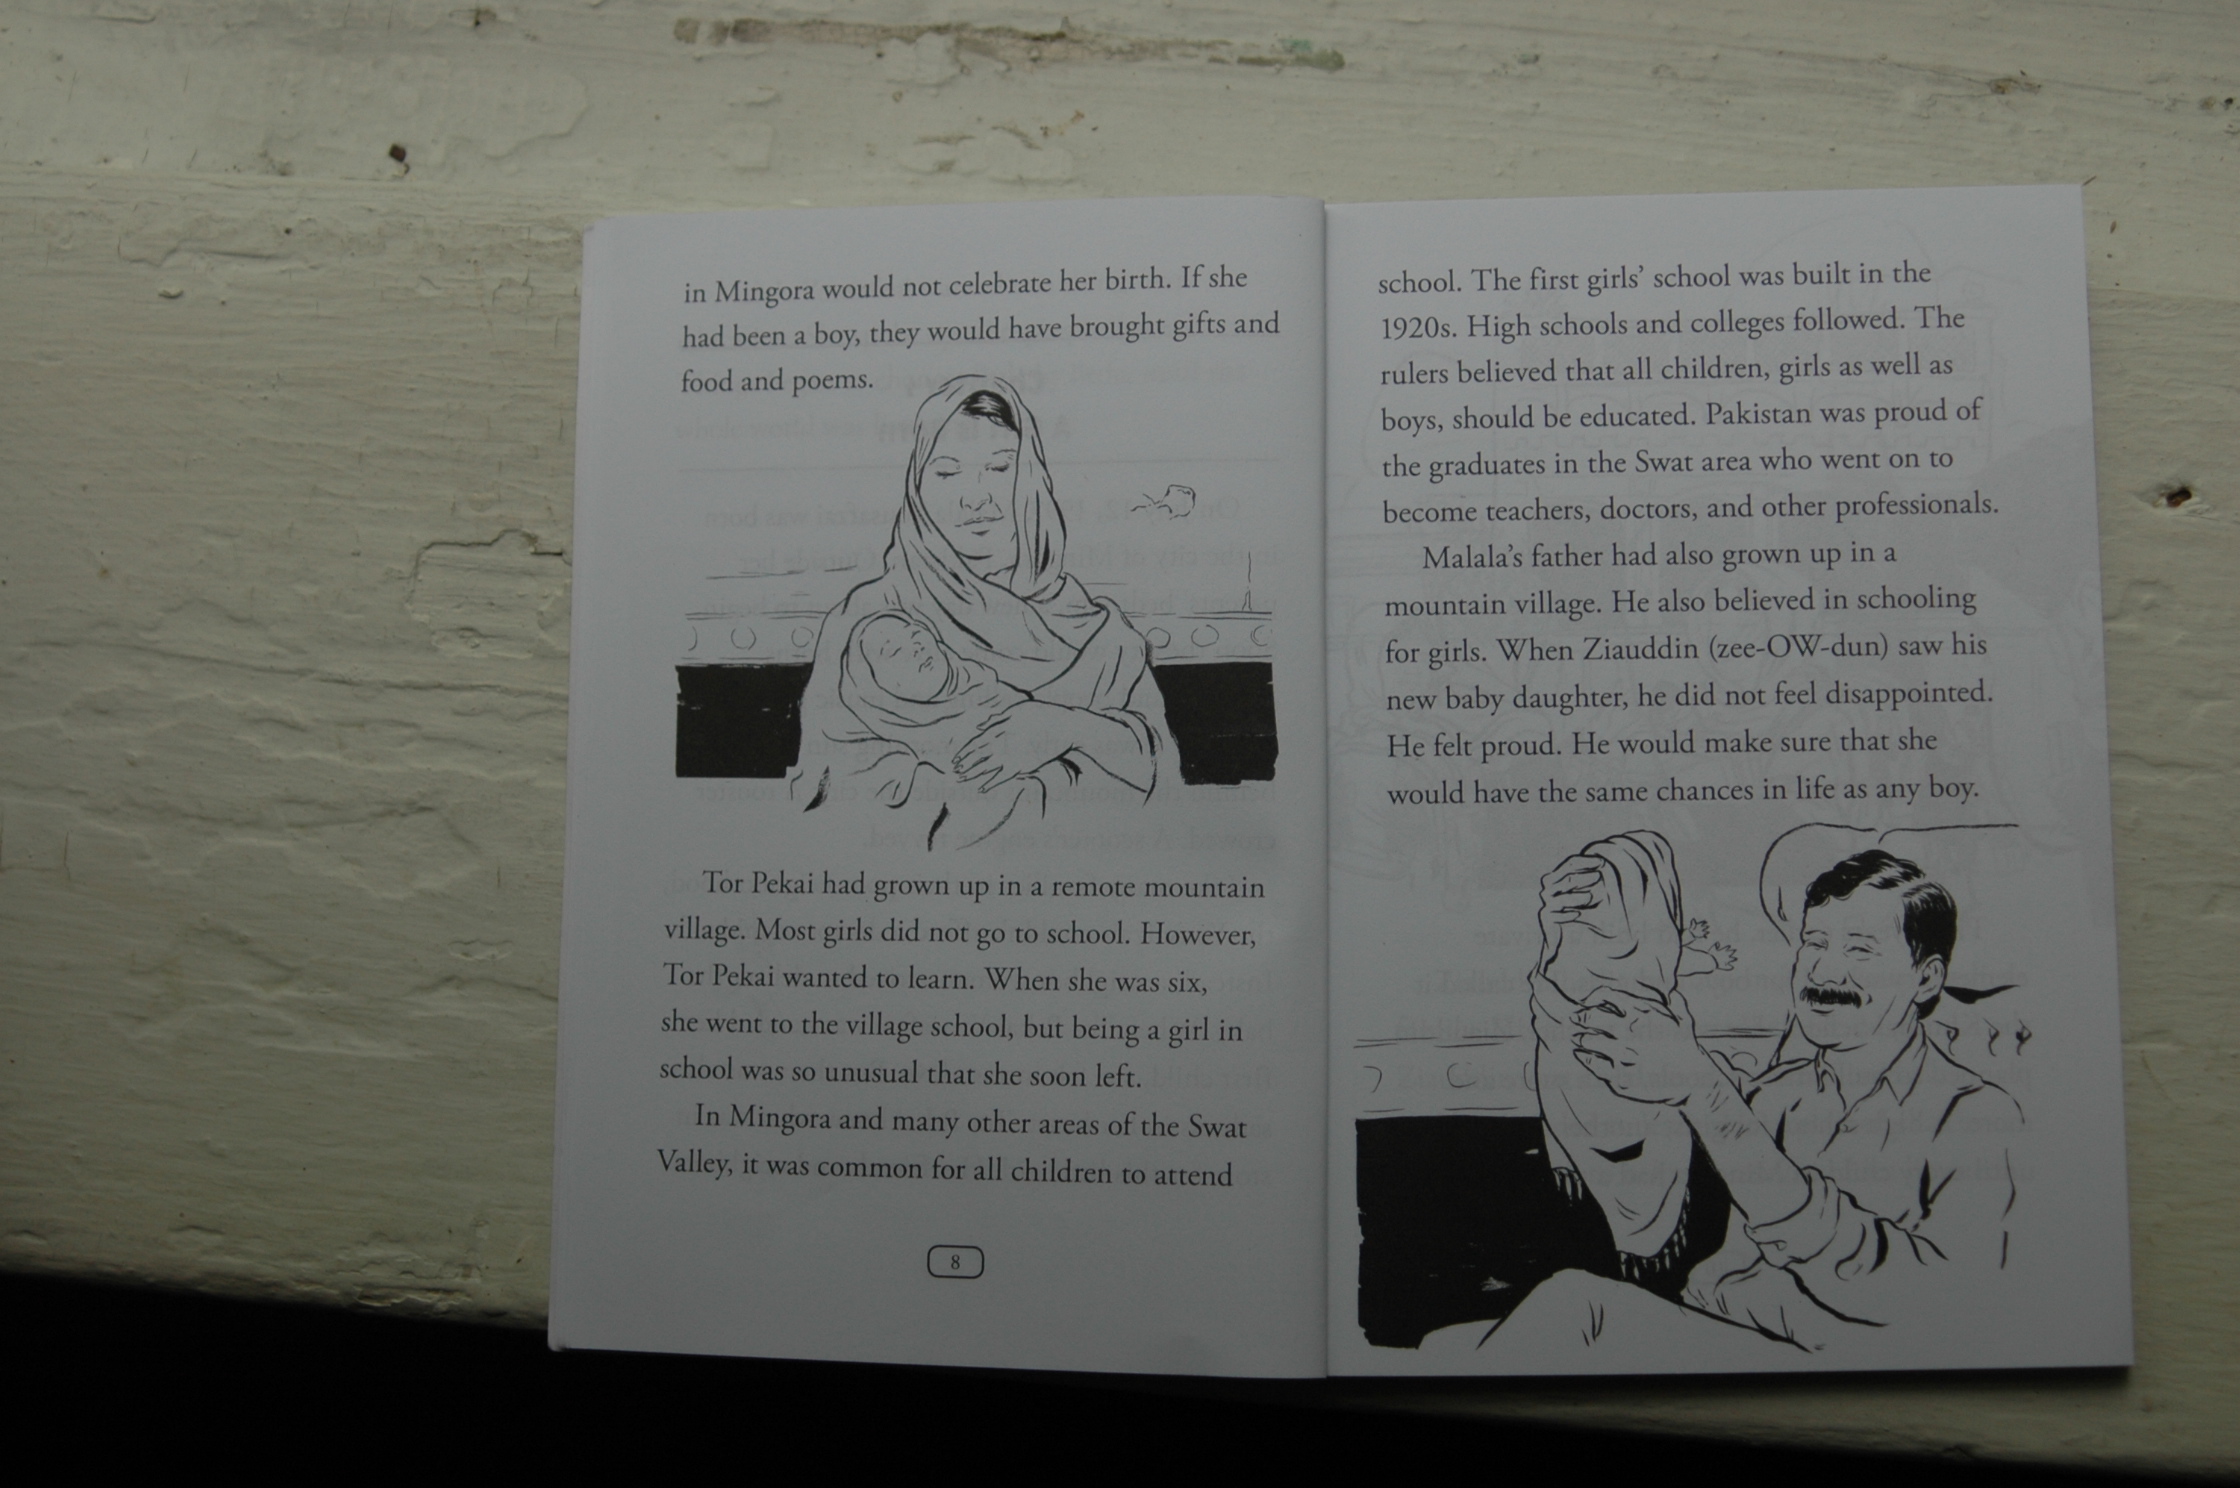 in Mingora would not celebrate her birth. If she
had been a boy, they would have brought gifts and
food and poems.
Tor Pekai had grown up in a remote mountain
village. Most girls did not go to school. However,
Tor Pekai wanted to learn. When she was six,
she went to the village school, but being a girl in
school was so unusual that she soon left.
In Mingora and many other areas of the Swat
Valley, it was common for all children to attend
8
school. The first girls' school was built in the
1920s. High schools and colleges followed. The
rulers believed that all children, girls as well as
boys, should be educated. Pakistan was proud of
the graduates in the Swat area who went on to
become teachers, doctors, and other professionals.
Malala's father had also grown up in a
mountain village. He also believed in schooling
for girls. When Ziauddin (zee-OW-dun) saw his
new baby daughter, he did not feel disappointed.
He felt proud. He would make sure that she
would have the same chances in life as any boy.